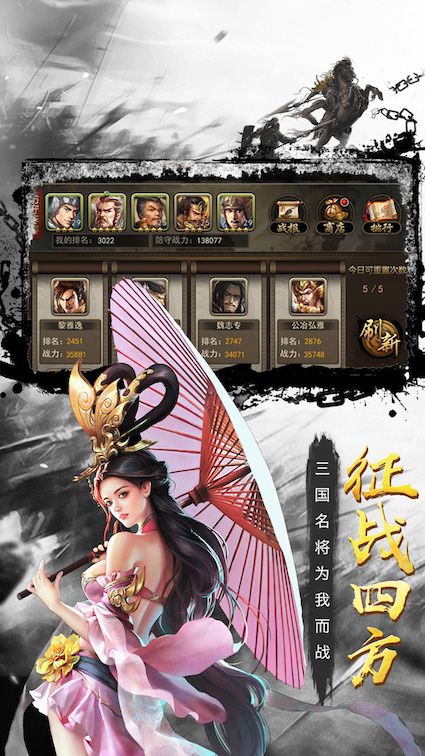 29
29
我的排名：3022
防守战力：138077
战报
商店
排行
今日可重置次数
5 / 5
刷新
黎雅逸
排名：2451
战力：35881
魏志专
排名：2747
战力：34071
公冶弘雅
排名：2876
战力：35748
征战四方
三国名将为我而战